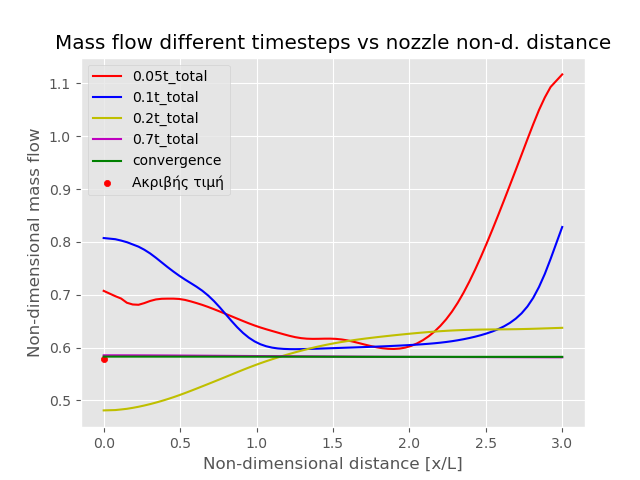 Mass flow different timesteps vs nozzle non-d. distance
0.05t_total
0.1t_total
0.2t_total
0.7t_total
convergence
Ακριβής τιμή
Non-dimensional mass flow
1.1
1.0
0.9
0.8
0.7
0.6
0.5
0.0 0.5 1.0 1.5 2.0 2.5 3.0
Non-dimensional distance [x/L]